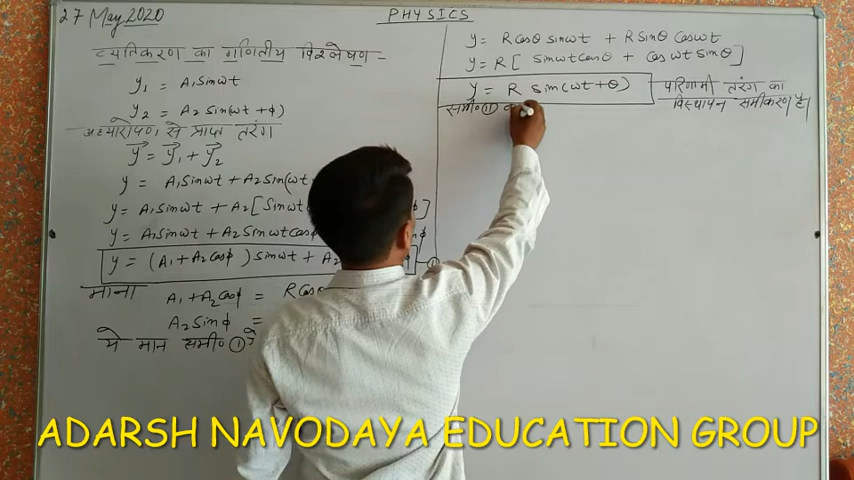 27 May 2020
PHYSICS
व्यतिकरण का गणितीय विश्लेषण -
y₁ = A₁ sinωt
y₂ = A₂ sin(ωt + ϕ)
अध्यारोपण से प्राप्त तरंग
y⃗ = y⃗₁ + y⃗₂
y = A₁ sinωt + A₂ sin(ωt
y = A₁ sinωt + A₂ [ sinωt
y = A₁ sinωt + A₂ sinωt cosϕ
y = (A₁ + A₂ cosϕ) sinωt + A₂
माना A₁ + A₂ cosϕ = R cos
A₂ sinϕ =
ये मान समी० ① में
y = R cosθ sinωt + R sinθ cosωt
y = R [ sinωt cosθ + cosωt sinθ ]
y = R sin(ωt + θ)
परिणामी तरंग का
विस्थापन समीकरण है।
समी० ⑪
ADARSH NAVODAYA EDUCATION GROUP